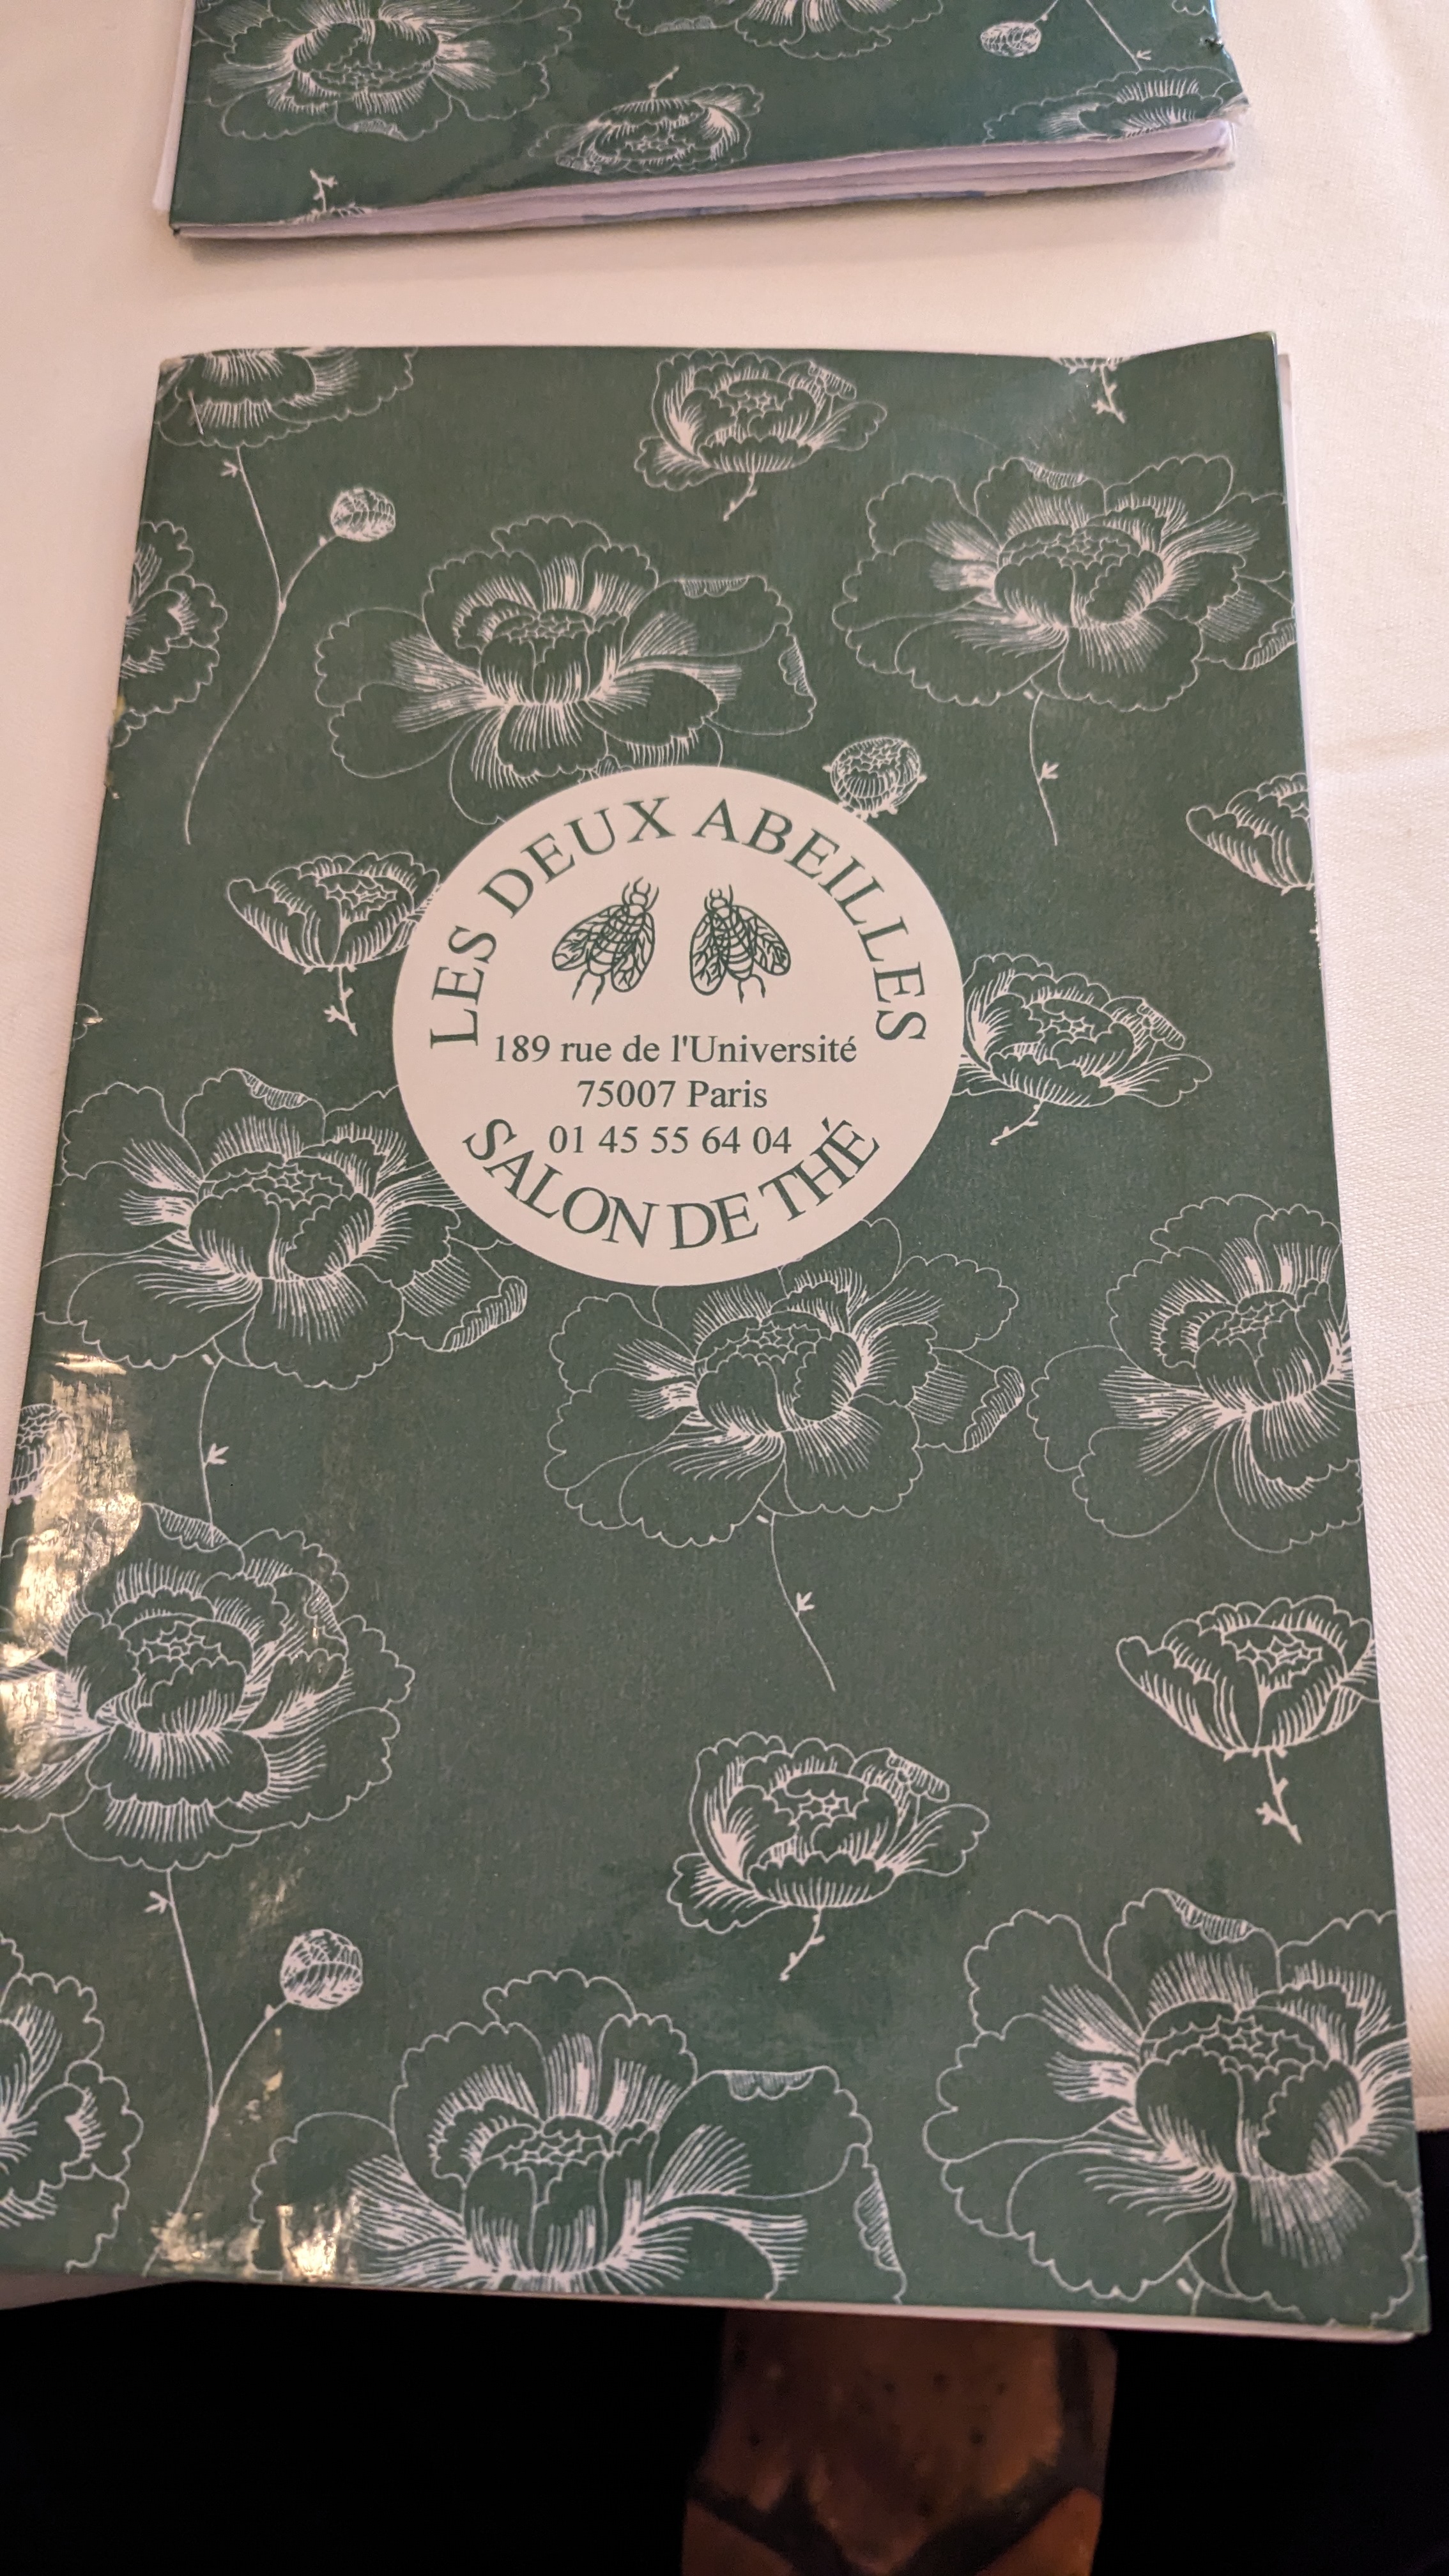 LES DEUX ABEILLES
189 rue de l'Université
75007 Paris
01 45 55 64 04
SALON DE THÉ